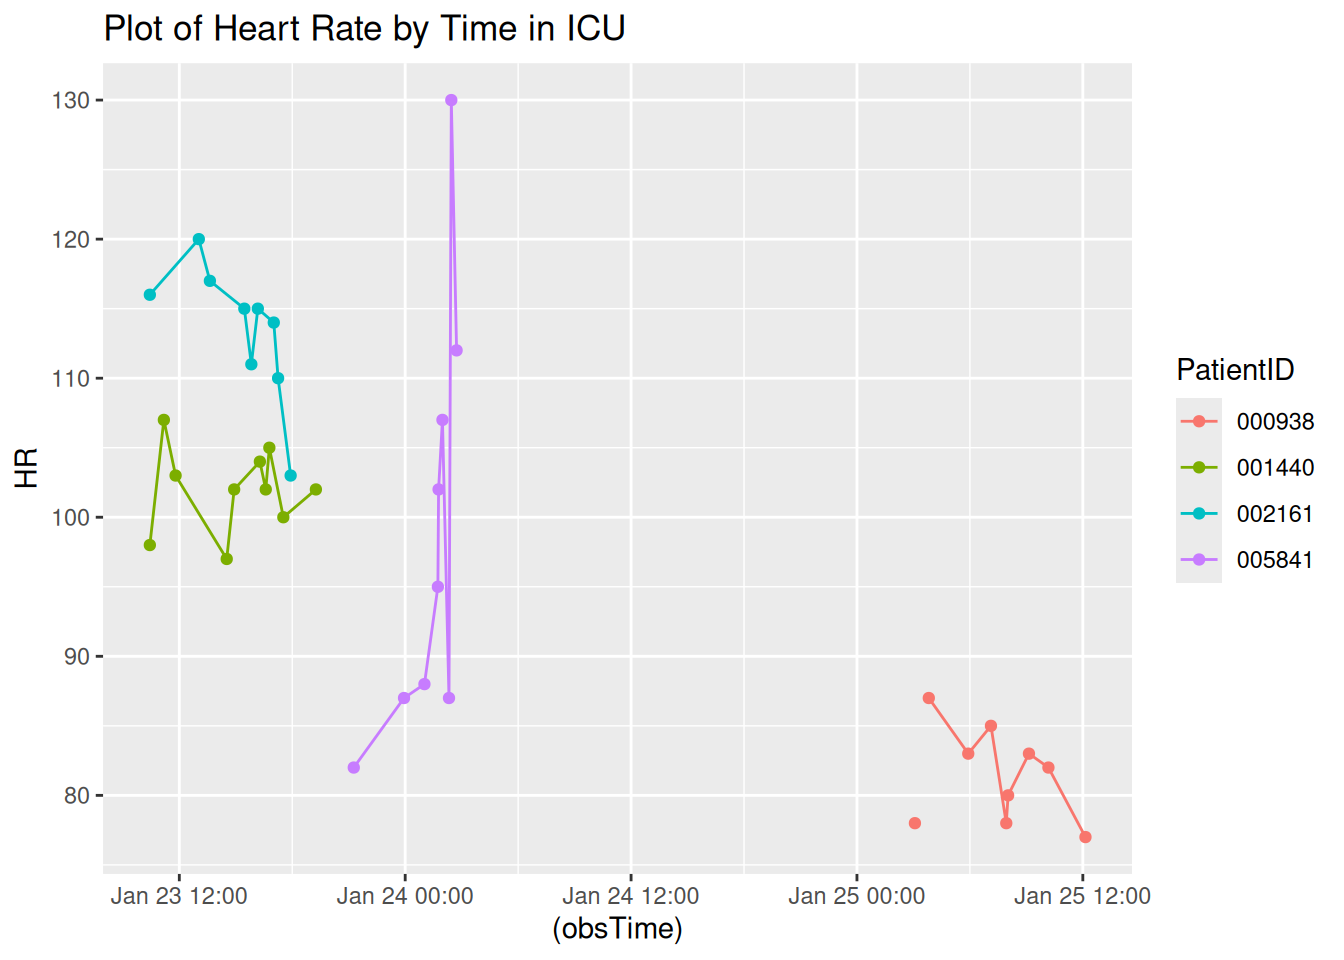 Plot of Heart Rate by Time in ICU
130
120
110
100
90
80
HR
Jan 23 12:00
Jan 24 00:00
Jan 24 12:00
Jan 25 00:00
Jan 25 12:00
(obsTime)
PatientID
000938
001440
002161
005841